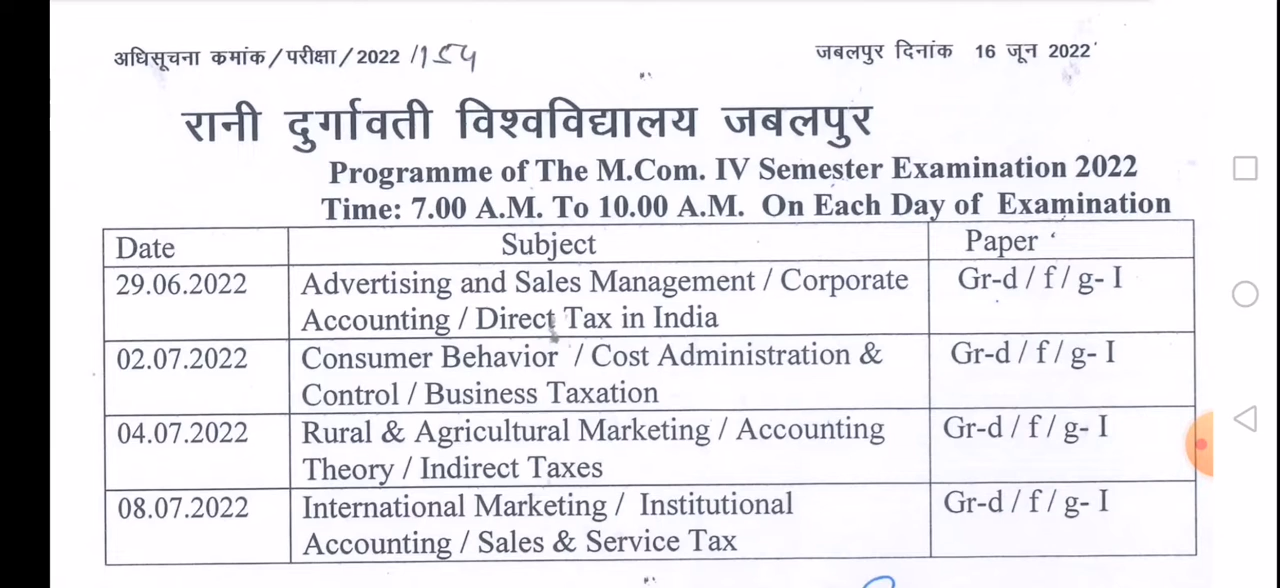 अधिसूचना कमांक / परीक्षा / 2022 /154
जबलपुर दिनांक 16 जून 2022
रानी दुर्गावती विश्वविद्यालय जबलपुर
Programme of The M.Com. IV Semester Examination 2022
Time: 7.00 A.M. To 10.00 A.M. On Each Day of Examination
Date Subject Paper
29.06.2022 Advertising and Sales Management / Corporate Gr-d / f / g- I
Accounting / Direct Tax in India
02.07.2022 Consumer Behavior / Cost Administration & Gr-d / f / g- I
Control / Business Taxation
04.07.2022 Rural & Agricultural Marketing / Accounting Gr-d / f / g- I
Theory / Indirect Taxes
08.07.2022 International Marketing / Institutional Gr-d / f / g- I
Accounting / Sales & Service Tax